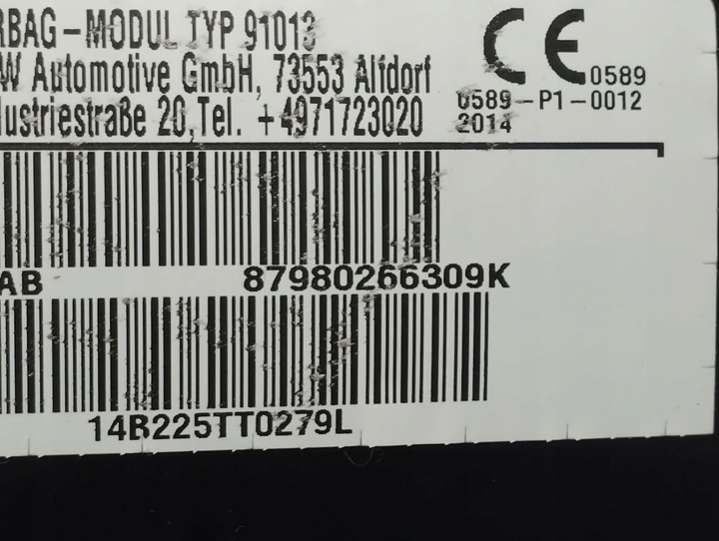 RBAG-MODUL TYP 91013
W Automotive GmbH, 73553 Alfdorf
lustriestraße 20, Tel. +4971723020
CE 0589
0589-P1-0012
2014
AB 87980266309K
14B225TT0279L